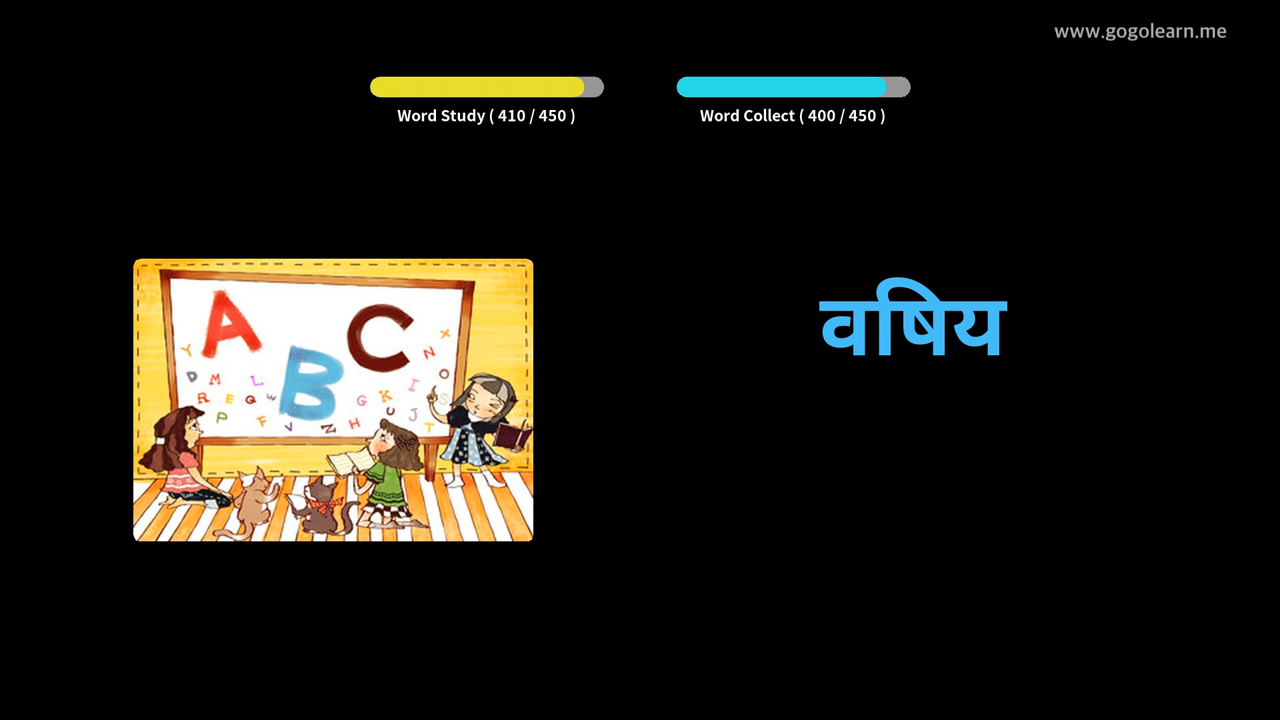 www.gogolearn.me
Word Study ( 410 / 450 )
Word Collect ( 400 / 450 )
वषिय
A
C
B
X
Y N
D M L I O
R E Q W G K S
P F V Z H U J T